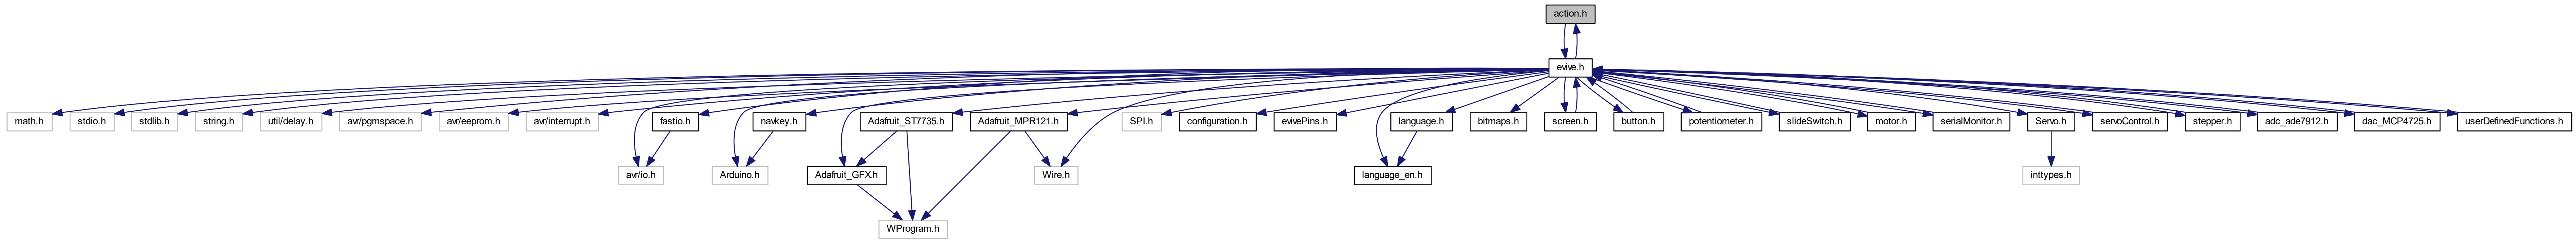 action.h
evive.h
math.h
stdio.h
stdlib.h
string.h
util/delay.h
avr/pgmspace.h
avr/eeprom.h
avr/interrupt.h
fastio.h
navkey.h
Adafruit_ST7735.h
Adafruit_MPR121.h
SPI.h
configuration.h
evivePins.h
language.h
bitmaps.h
screen.h
button.h
potentiometer.h
slideSwitch.h
motor.h
serialMonitor.h
Servo.h
servoControl.h
stepper.h
adc_ade7912.h
dac_MCP4725.h
userDefinedFunctions.h
avr/io.h
Arduino.h
Adafruit_GFX.h
Wire.h
language_en.h
inttypes.h
WProgram.h